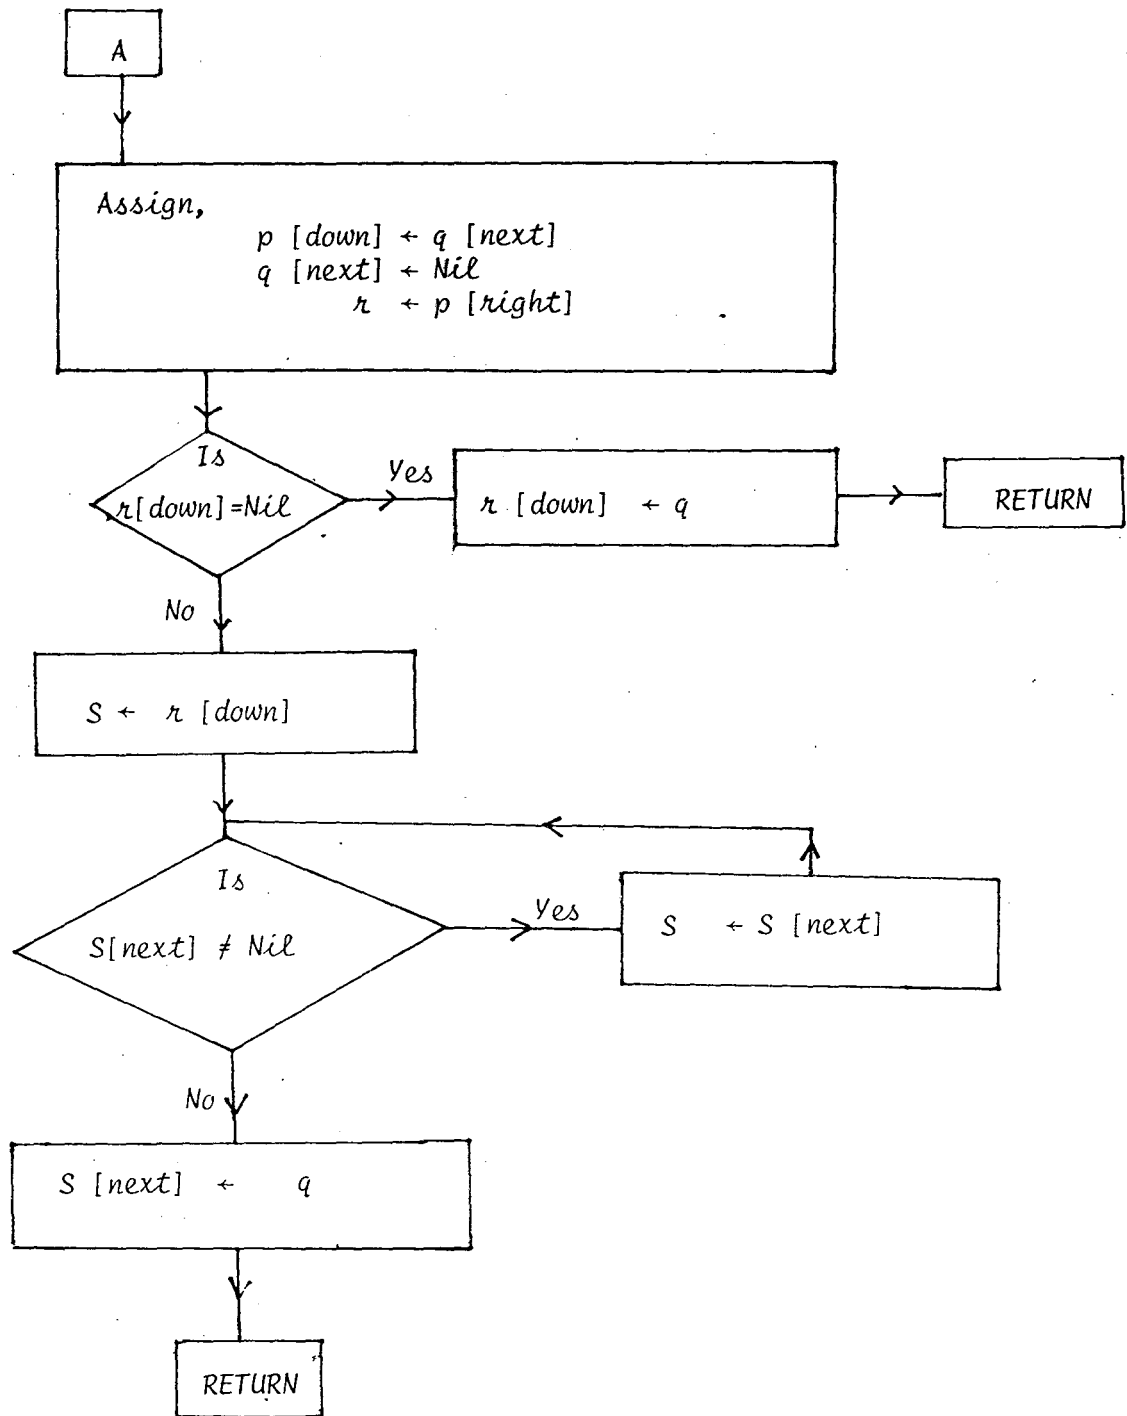 A
Assign,
p [down] ← q [next]
q [next] ← Nil
r ← p [right]
Is
r[down]=Nil
Yes
r [down] ← q
RETURN
No
S ← r [down]
Is
S[next] ≠ Nil
Yes
S ← S [next]
No
S [next] ← q
RETURN